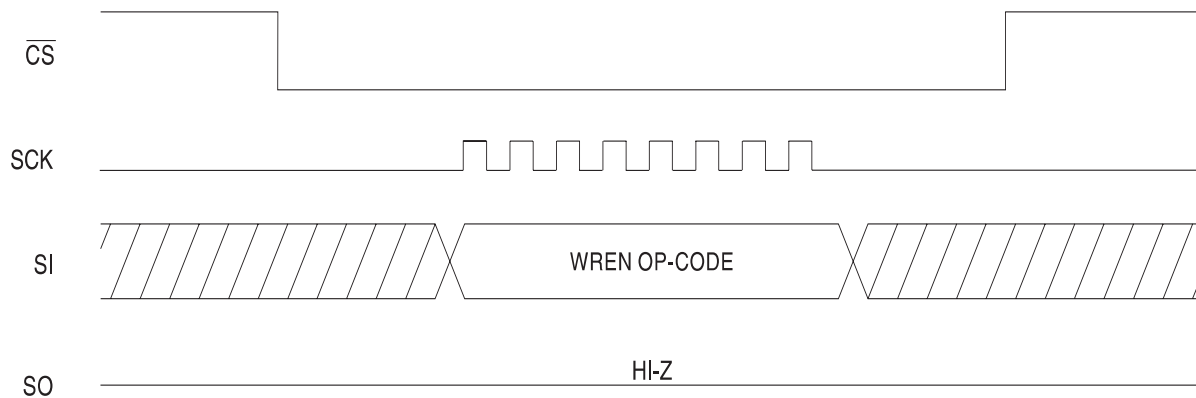 CS
SCK
SI
WREN OP-CODE
HI-Z
SO